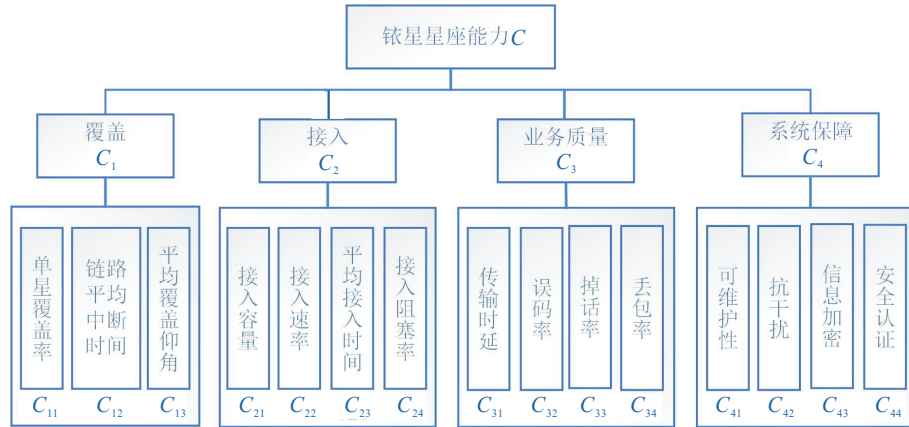 铱星星座能力C
覆盖
C₁
接入
C₂
业务质量
C₃
系统保障
C₄
单星覆盖率
链路平均中断时间
平均覆盖仰角
接入容量
接入速率
平均接入时间
接入阻塞率
传输时延
误码率
掉话率
丢包率
可维护性
抗干扰
信息加密
安全认证
C₁₁
C₁₂
C₁₃
C₂₁
C₂₂
C₂₃
C₂₄
C₃₁
C₃₂
C₃₃
C₃₄
C₄₁
C₄₂
C₄₃
C₄₄